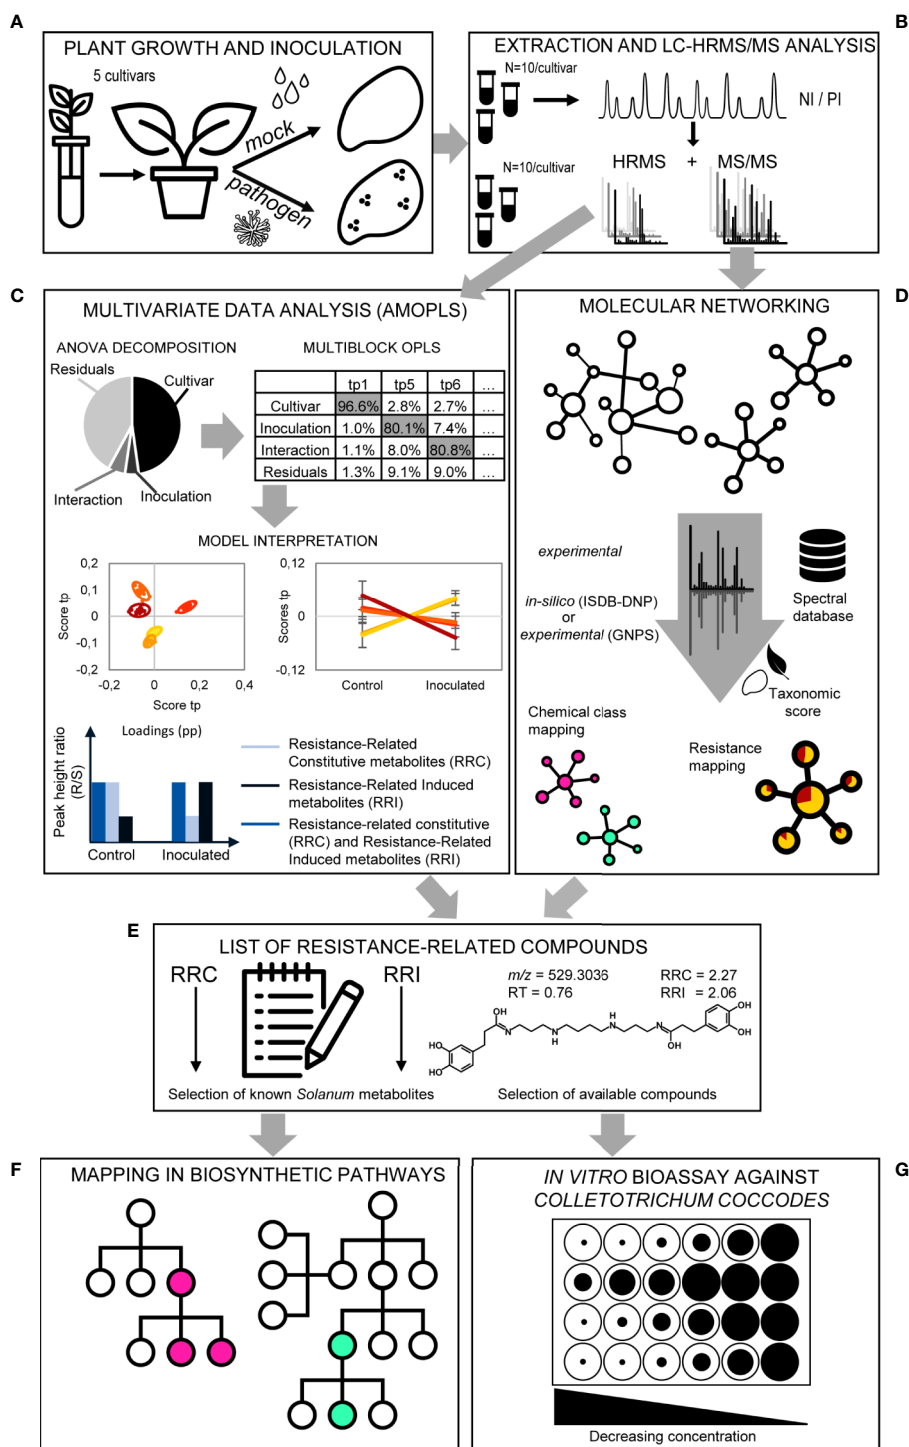 A
PLANT GROWTH AND INOCULATION
5 cultivars
mock
pathogen
B
EXTRACTION AND LC-HRMS/MS ANALYSIS
N=10/cultivar
NI / PI
N=10/cultivar
HRMS + MS/MS
C
MULTIVARIATE DATA ANALYSIS (AMOPLS)
ANOVA DECOMPOSITION
Residuals
Cultivar
Interaction
Inoculation
MULTIBLOCK OPLS
tp1 tp5 tp6 ...
Cultivar 96.6% 2.8% 2.7% ...
Inoculation 1.0% 80.1% 7.4% ...
Interaction 1.1% 8.0% 80.8% ...
Residuals 1.3% 9.1% 9.0% ...
MODEL INTERPRETATION
Score tp
0,2
0,1
0
-0,1
-0,2
-0,2 0 0,2 0,4
Score tp
Scores tp
0,12
0
-0,12
Control Inoculated
Loadings (pp)
Peak height ratio
(R/S)
Control Inoculated
Resistance-Related
Constitutive metabolites (RRC)
Resistance-Related Induced
metabolites (RRI)
Resistance-related constitutive
(RRC) and Resistance-Related
Induced metabolites (RRI)
D
MOLECULAR NETWORKING
experimental
in-silico (ISDB-DNP)
or
experimental (GNPS)
Spectral
database
Taxonomic
score
Chemical class
mapping
Resistance
mapping
E
LIST OF RESISTANCE-RELATED COMPOUNDS
RRC
RRI
Selection of known Solanum metabolites
m/z = 529.3036
RT = 0.76
RRC = 2.27
RRI = 2.06
OH
HO
OH
N
N
H
H
N
N
OH
OH
OH
Selection of available compounds
F
MAPPING IN BIOSYNTHETIC PATHWAYS
G
IN VITRO BIOASSAY AGAINST
COLLETOTRICHUM COCCODES
Decreasing concentration